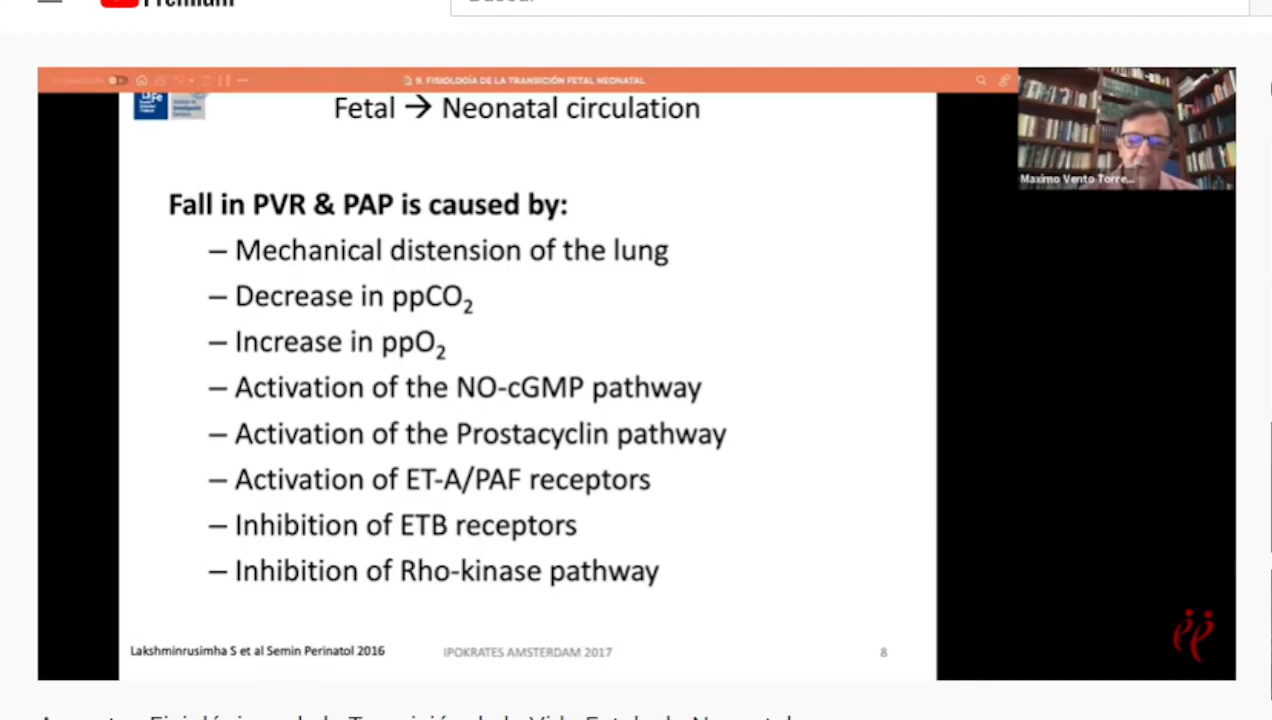 9. FISIOLOGÍA DE LA TRANSICIÓN FETAL NEONATAL
Maximo Vento Torre...
LaFe
Fetal → Neonatal circulation
Fall in PVR & PAP is caused by:
– Mechanical distension of the lung
– Decrease in ppCO₂
– Increase in ppO₂
– Activation of the NO-cGMP pathway
– Activation of the Prostacyclin pathway
– Activation of ET-A/PAF receptors
– Inhibition of ETB receptors
– Inhibition of Rho-kinase pathway
Lakshminrusimha S et al Semin Perinatol 2016
IPOKRATES AMSTERDAM 2017
8